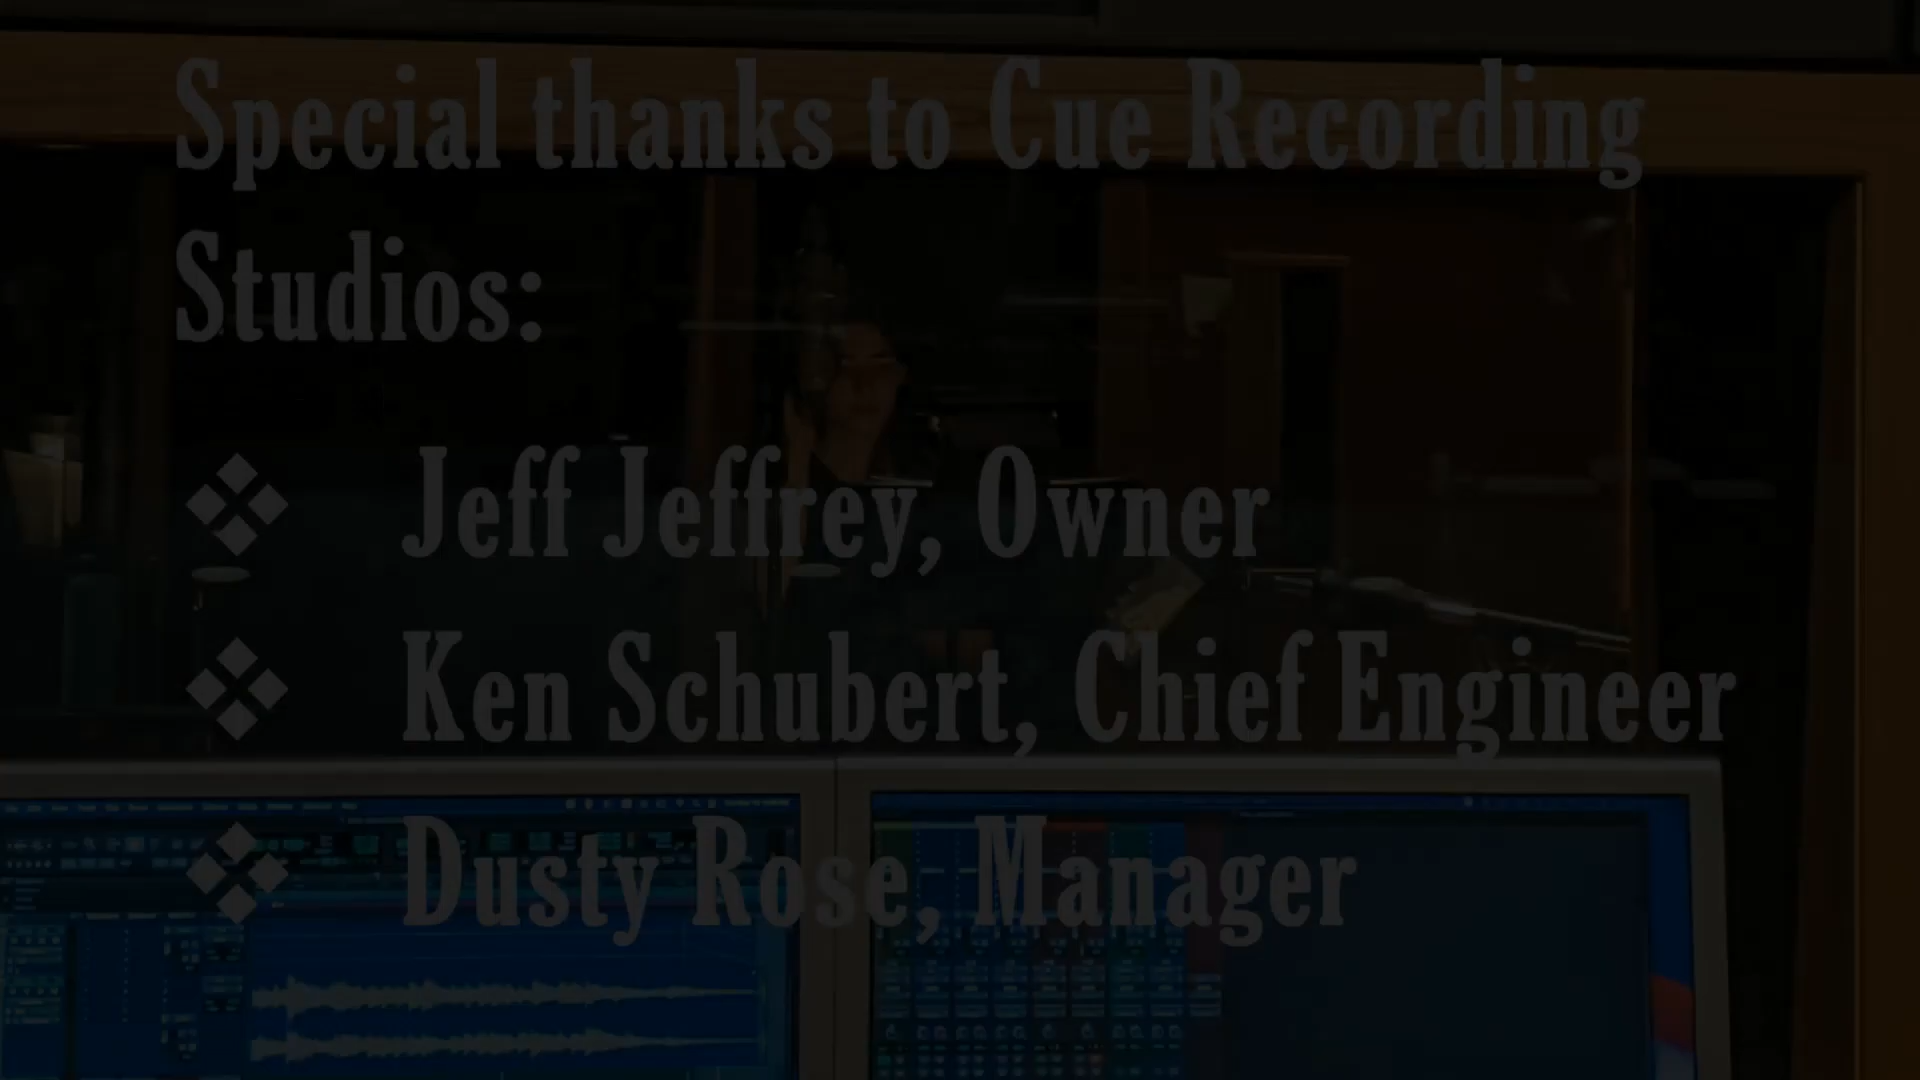 Special thanks to Cue Recording
Studios:
❖ Jeff Jeffrey, Owner
❖ Ken Schubert, Chief Engineer
❖ Dusty Rose, Manager